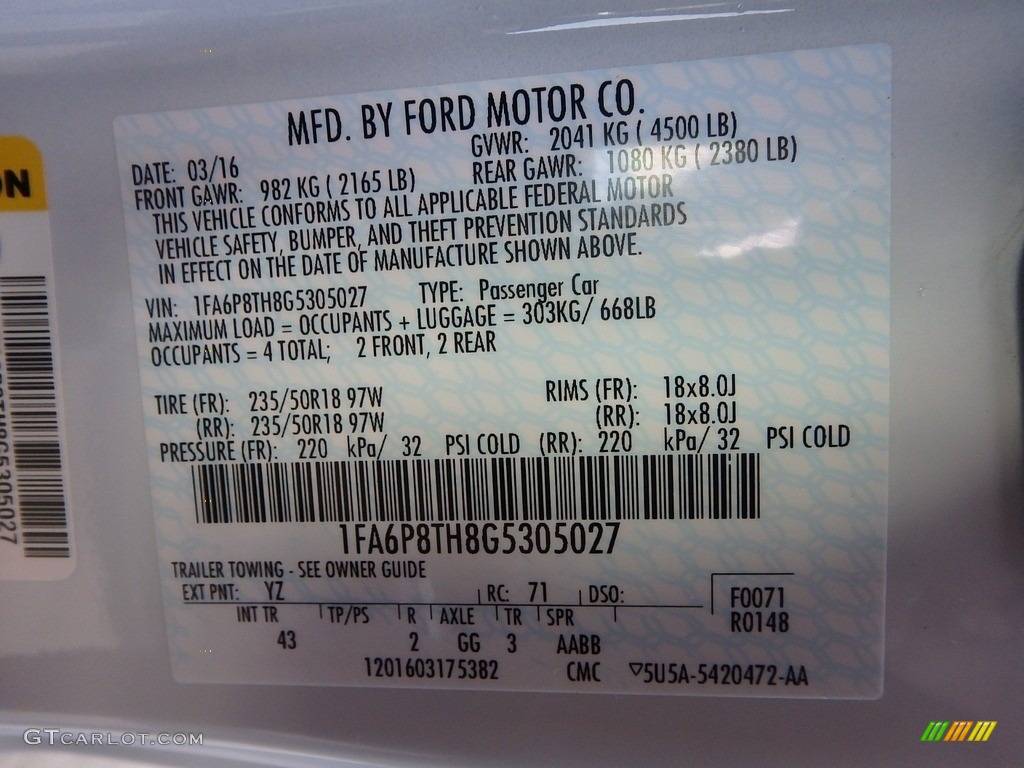 MFD. BY FORD MOTOR CO.
DATE: 03/16 GVWR: 2041 KG ( 4500 LB)
FRONT GAWR: 982 KG ( 2165 LB) REAR GAWR: 1080 KG ( 2380 LB)
THIS VEHICLE CONFORMS TO ALL APPLICABLE FEDERAL MOTOR
VEHICLE SAFETY, BUMPER, AND THEFT PREVENTION STANDARDS
IN EFFECT ON THE DATE OF MANUFACTURE SHOWN ABOVE.
VIN: 1FA6P8TH8G5305027 TYPE: Passenger Car
MAXIMUM LOAD = OCCUPANTS + LUGGAGE = 303KG/ 668LB
OCCUPANTS = 4 TOTAL; 2 FRONT, 2 REAR
TIRE (FR): 235/50R18 97W RIMS (FR): 18x8.0J
(RR): 235/50R18 97W (RR): 18x8.0J
PRESSURE (FR): 220 kPa/ 32 PSI COLD (RR): 220 kPa/ 32 PSI COLD
1FA6P8TH8G5305027
TRAILER TOWING - SEE OWNER GUIDE
EXT PNT: YZ RC: 71 DSO: F0071
INT TR TP/PS R AXLE TR SPR R0148
43 2 GG 3 AABB
1201603175382 CMC ▽5U5A-5420472-AA
ON
GTCARLOT.COM